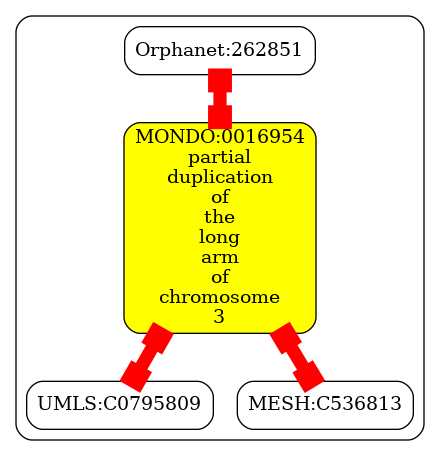 Orphanet:262851
MONDO:0016954
partial
duplication
of
the
long
arm
of
chromosome
3
UMLS:C0795809
MESH:C536813